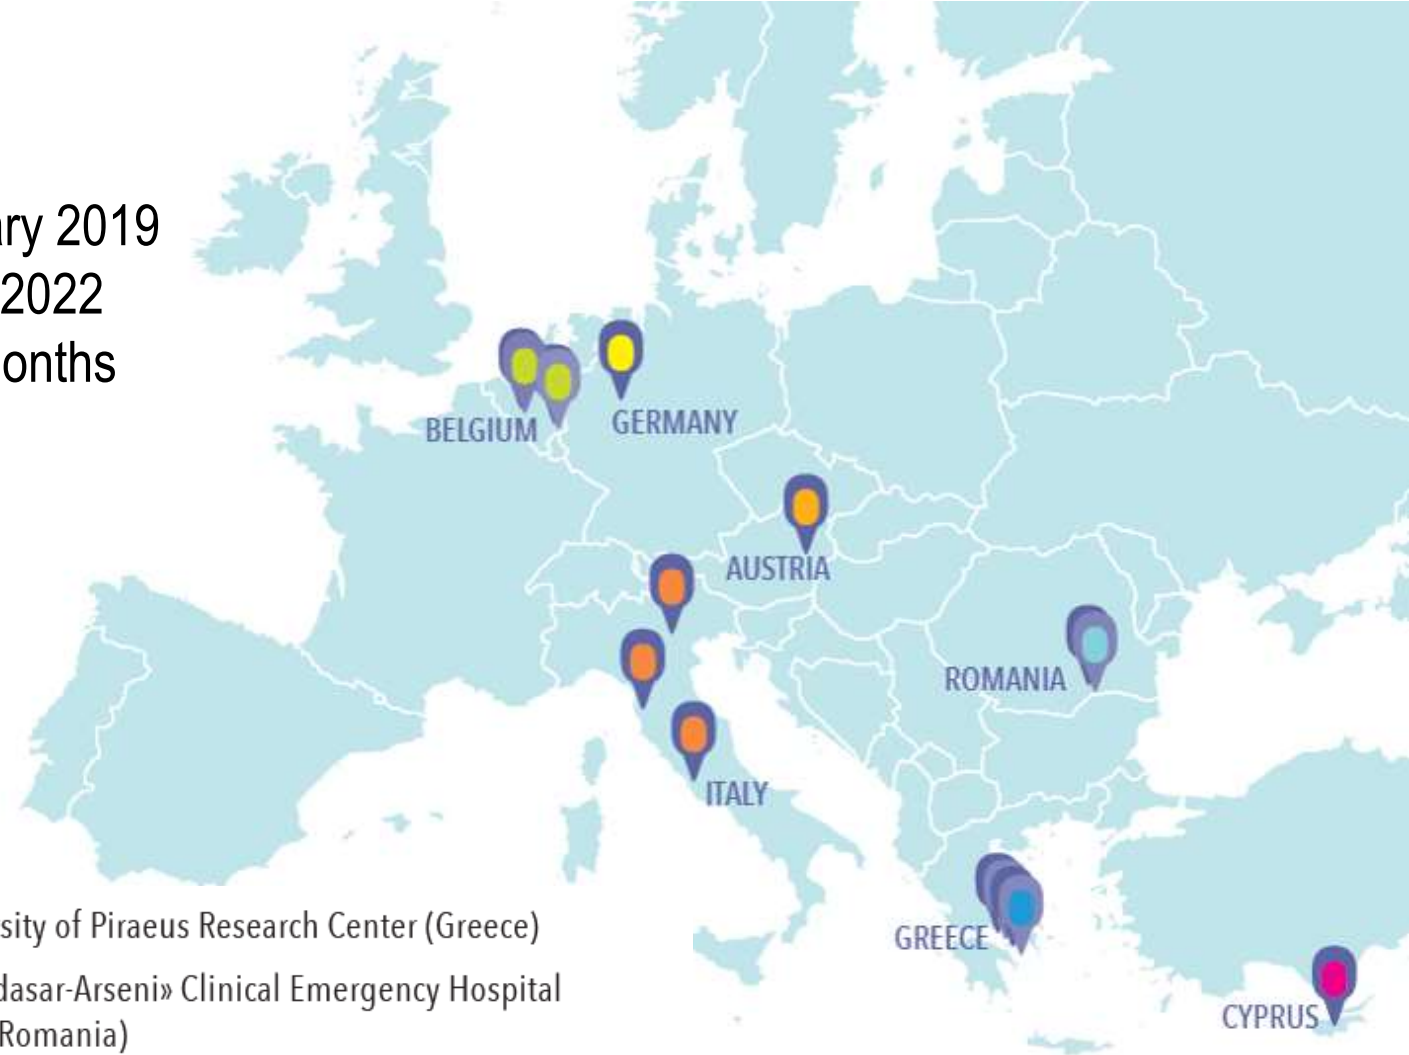 ary 2019
2022
onths
BELGIUM
GERMANY
AUSTRIA
ROMANIA
ITALY
GREECE
CYPRUS
sity of Piraeus Research Center (Greece)
dasar-Arseni» Clinical Emergency Hospital
Romania)